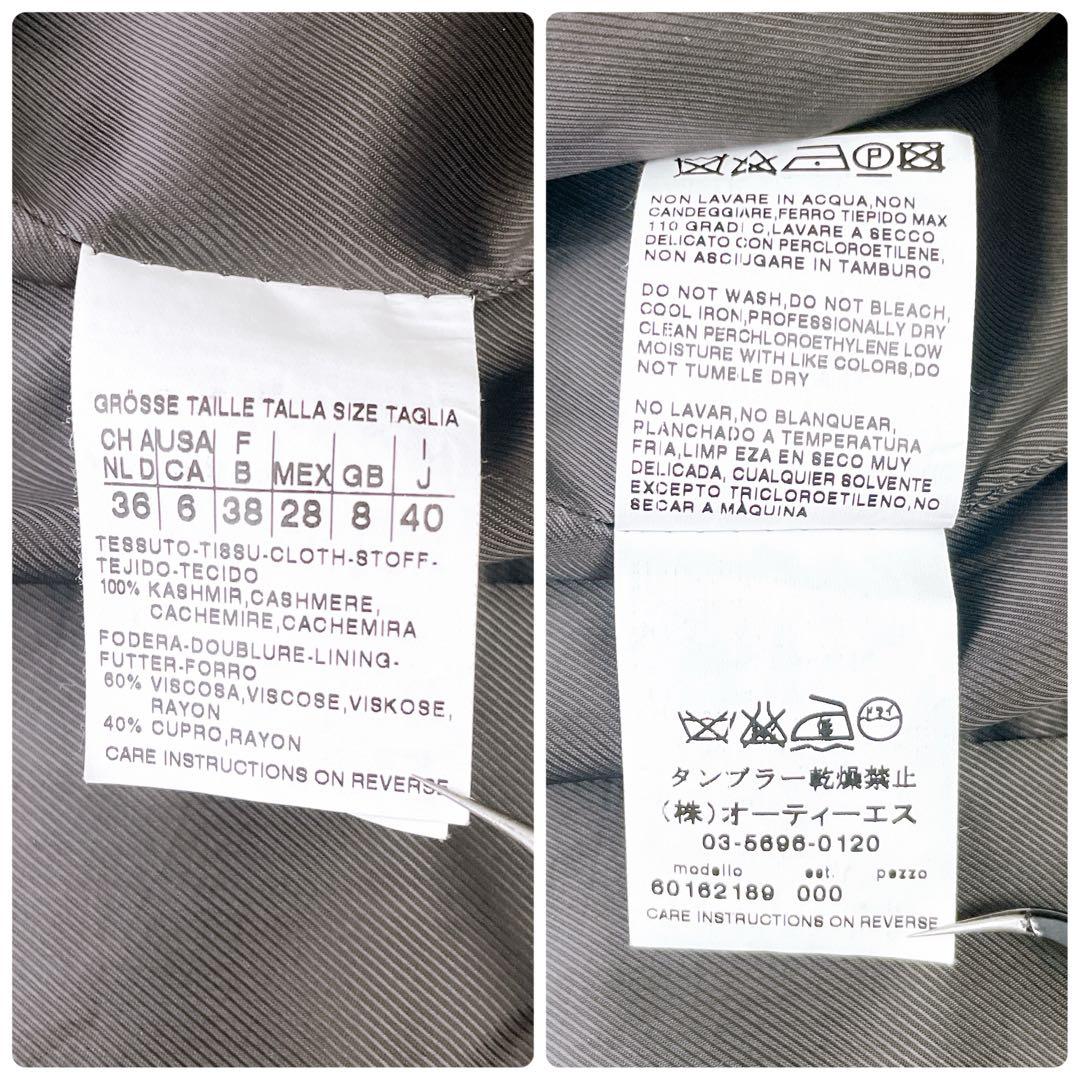 GRÖSSE TAILLE TALLA SIZE TAGLIA
CH A USA F I
NL D CA B MEX GB J
36 6 38 28 8 40
TESSUTO-TISSU-CLOTH-STOFF-
TEJIDO-TECIDO
100% KASHMIR,CASHMERE,
CACHEMIRE,CACHEMIRA
FODERA-DOUBLURE-LINING-
FUTTER-FORRO
60% VISCOSA,VISCOSE,VISKOSE,
RAYON
40% CUPRO,RAYON
CARE INSTRUCTIONS ON REVERSE
P
NON LAVARE IN ACQUA,NON
CANDEGGIARE,FERRO TIEPIDO MAX
110 GRADI C,LAVARE A SECCO
DELICATO CON PERCLOROETILENE,
NON ASCIUGARE IN TAMBURO
DO NOT WASH,DO NOT BLEACH,
COOL IRON,PROFESSIONALLY DRY
CLEAN PERCHLOROETHYLENE LOW
MOISTURE WITH LIKE COLORS,DO
NOT TUMBLE DRY
NO LAVAR,NO BLANQUEAR,
PLANCHADO A TEMPERATURA
FRIA,LIMP EZA EN SECO MUY
DELICADA, CUALQUIER SOLVENTE
EXCEPTO TRICLOROETILENO,NO
SECAR A MAQUINA
ドライ
タンブラー乾燥禁止
(株)オーティーエス
03-5696-0120
modello est. pezzo
60162189 000
CARE INSTRUCTIONS ON REVERSE